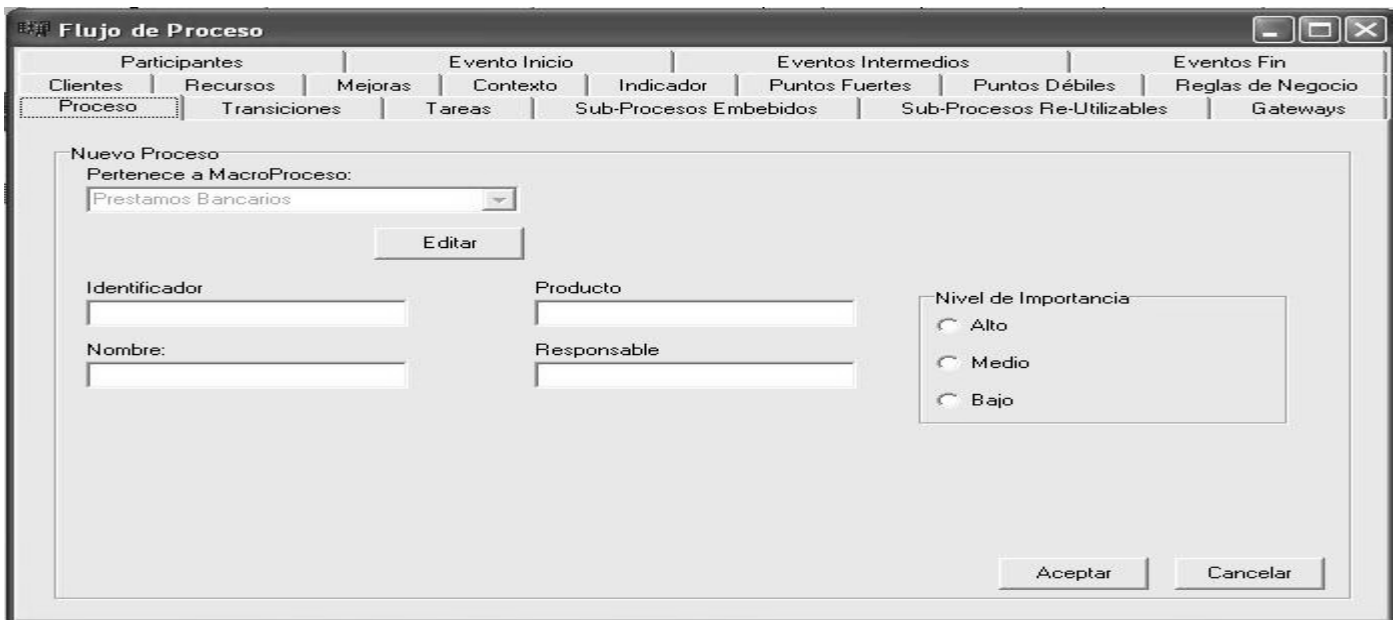 Flujo de Proceso
Participantes Evento Inicio Eventos Intermedios Eventos Fin
Clientes Recursos Mejoras Contexto Indicador Puntos Fuertes Puntos Débiles Reglas de Negocio
Proceso Transiciones Tareas Sub-Procesos Embebidos Sub-Procesos Re-Utilizables Gateways
Nuevo Proceso
Pertenece a MacroProceso:
Prestamos Bancarios
Editar
Identificador Producto
Nivel de Importancia
Alto
Nombre: Responsable
Medio
Bajo
Aceptar Cancelar